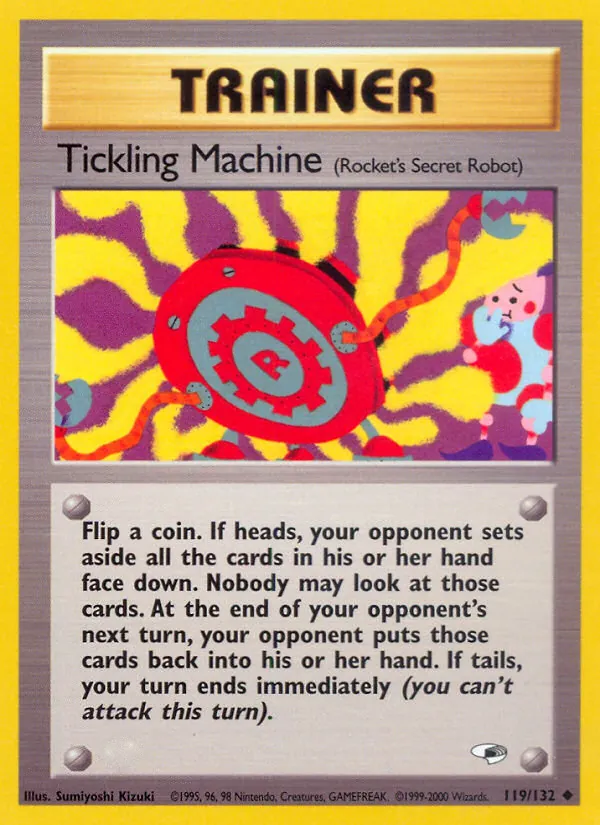 TRAINER
Tickling Machine (Rocket's Secret Robot)
R
Flip a coin. If heads, your opponent sets
aside all the cards in his or her hand
face down. Nobody may look at those
cards. At the end of your opponent's
next turn, your opponent puts those
cards back into his or her hand. If tails,
your turn ends immediately (you can't
attack this turn).
Illus. Sumiyoshi Kizuki ©1995, 96, 98 Nintendo, Creatures, GAMEFREAK. ©1999-2000 Wizards. 119/132 ◆